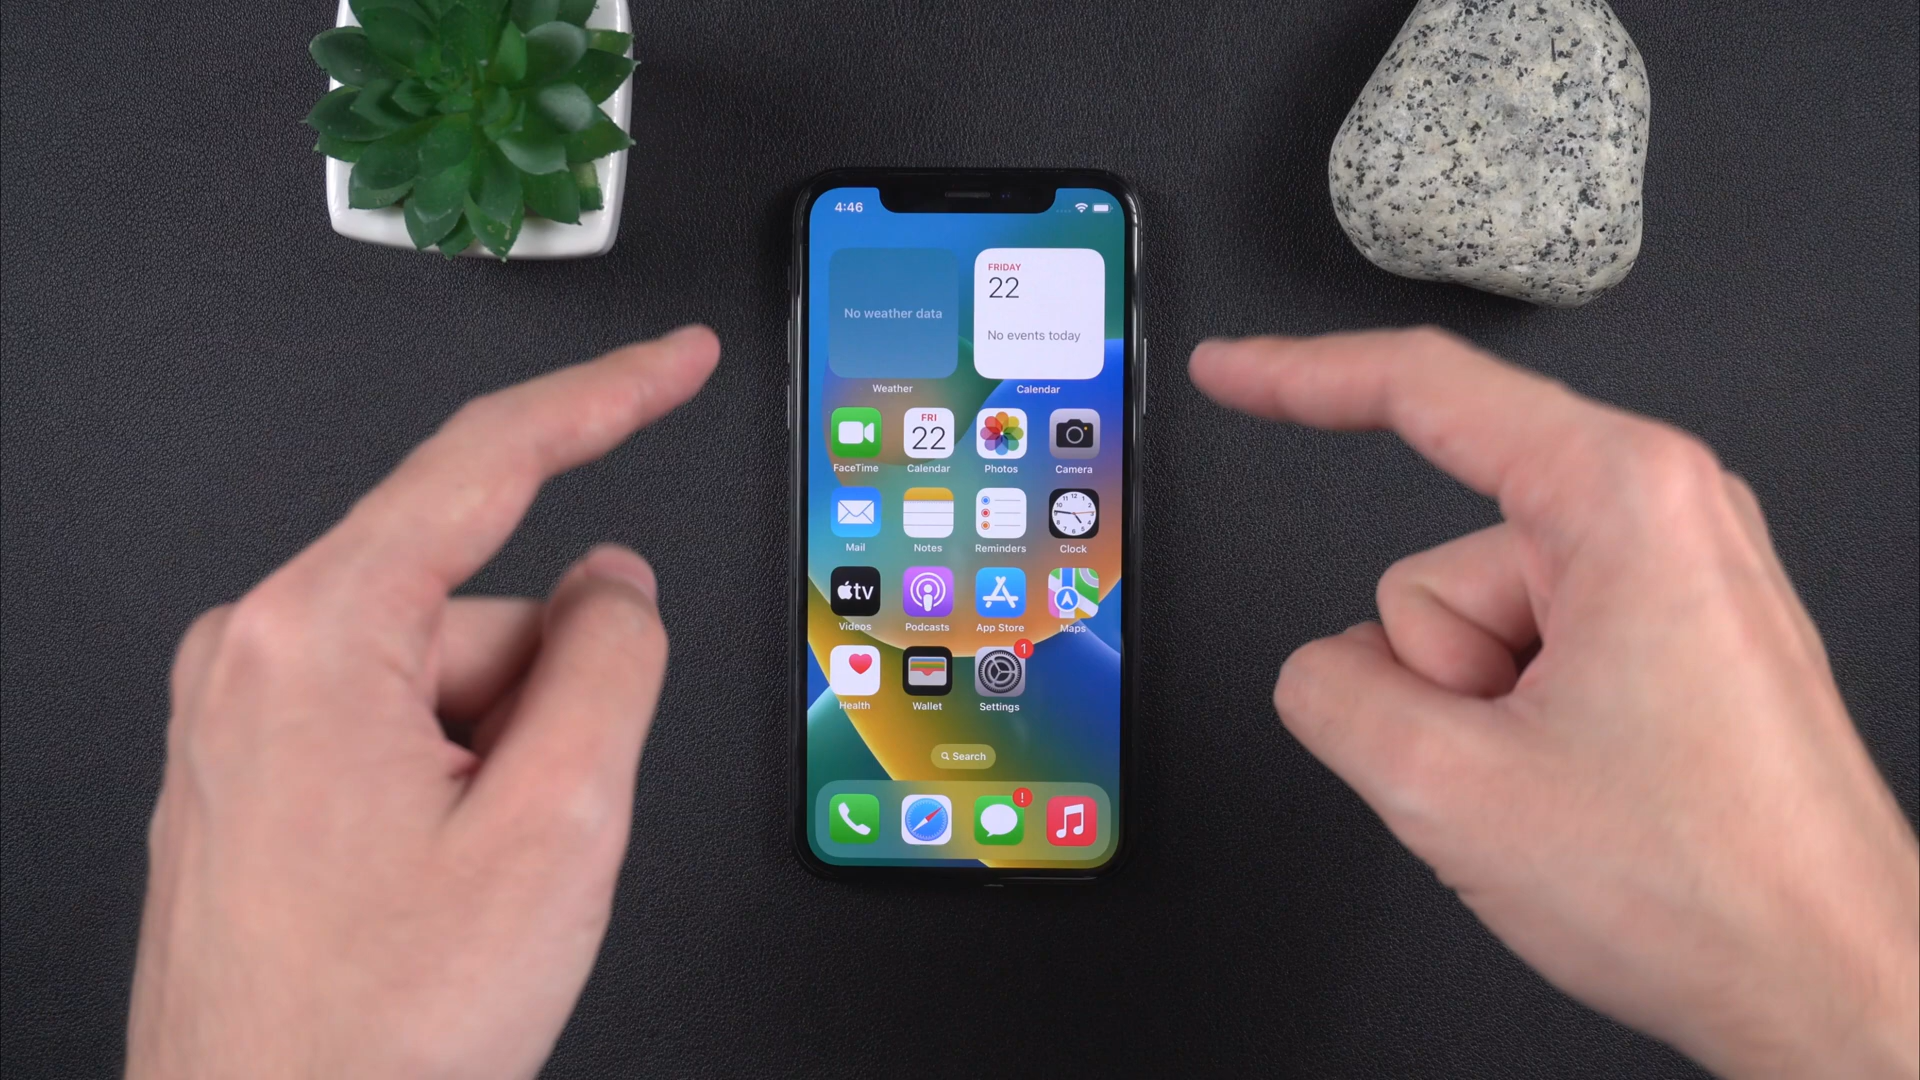 4:46
No weather data
FRIDAY
22
No events today
Weather
Calendar
FRI
22
FaceTime
Calendar
Photos
Camera
Mail
Notes
Reminders
Clock
tv
Videos
Podcasts
App Store
Maps
1
Health
Wallet
Settings
Search
!